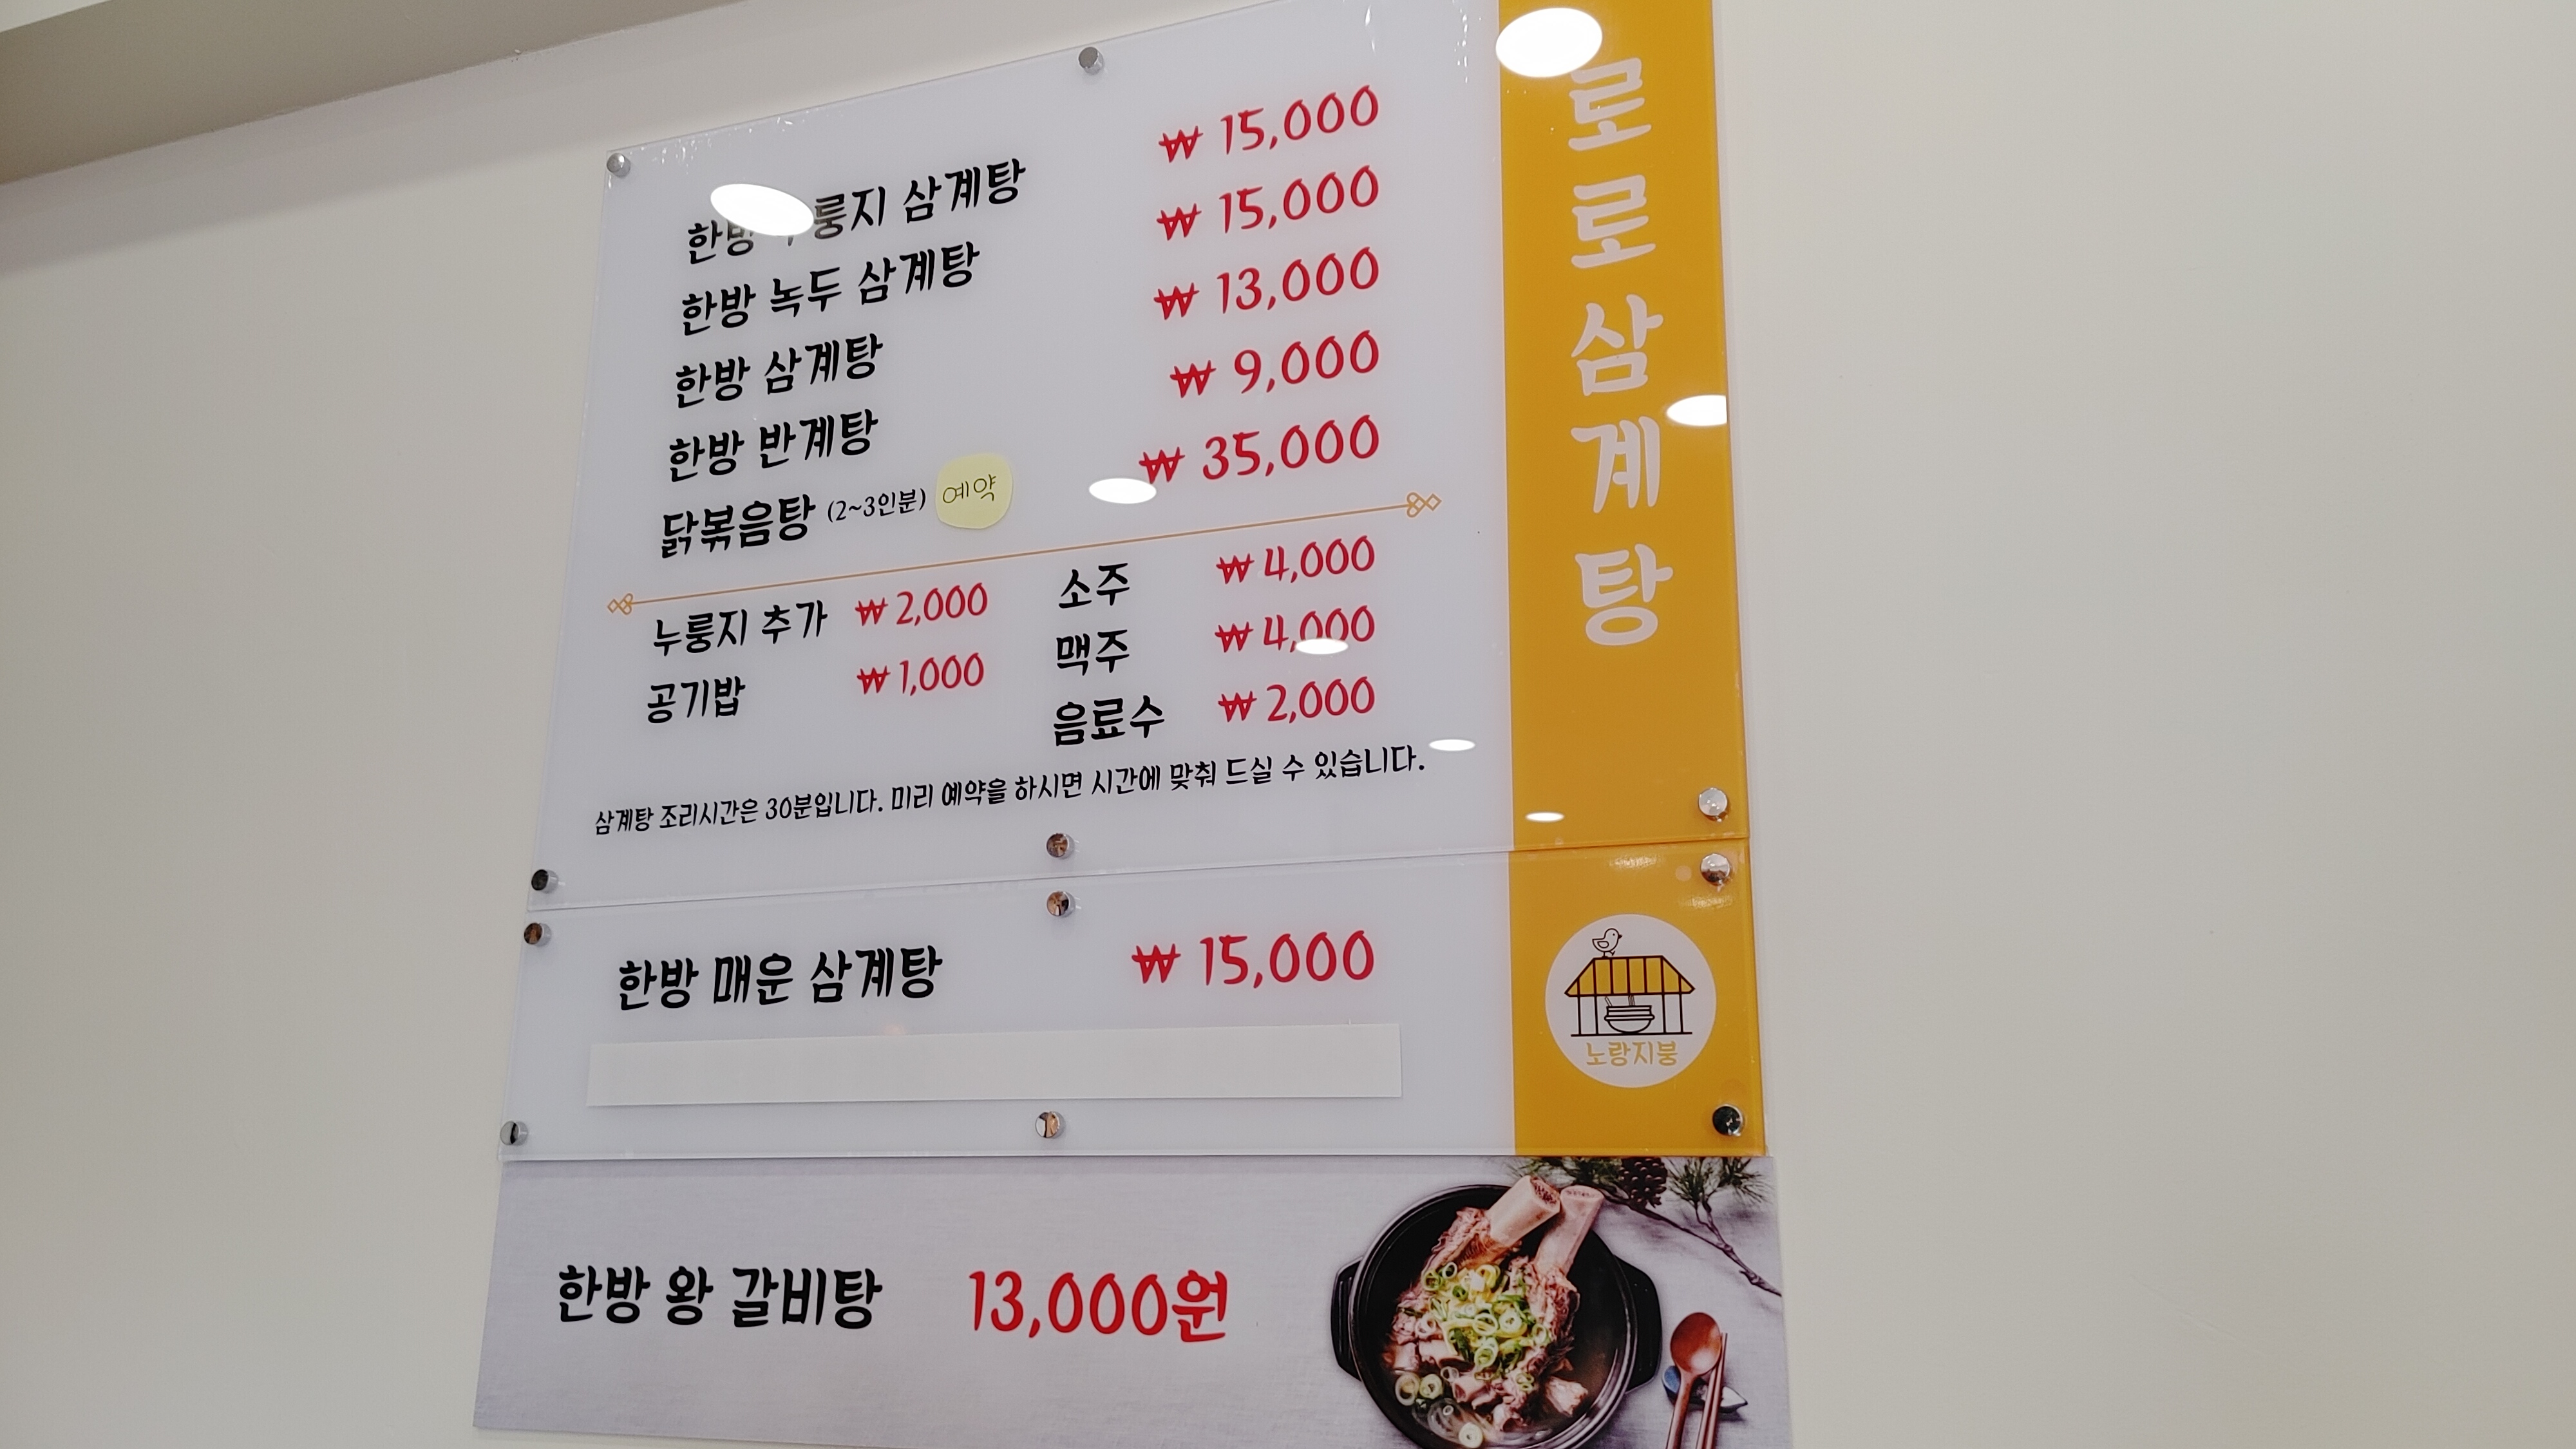 한방 룽지 삼계탕 ₩ 15,000
한방 녹두 삼계탕 ₩ 15,000
한방 삼계탕 ₩ 13,000
한방 반계탕 ₩ 9,000
닭볶음탕 (2~3인분) 예약 ₩ 35,000
누룽지 추가 ₩ 2,000 소주 ₩ 4,000
공기밥 ₩ 1,000 맥주 ₩ 4,000
음료수 ₩ 2,000
삼계탕 조리시간은 30분입니다. 미리 예약을 하시면 시간에 맞춰 드실 수 있습니다.
로로삼계탕
한방 매운 삼계탕 ₩ 15,000
노랑지붕
한방 왕 갈비탕 13,000원